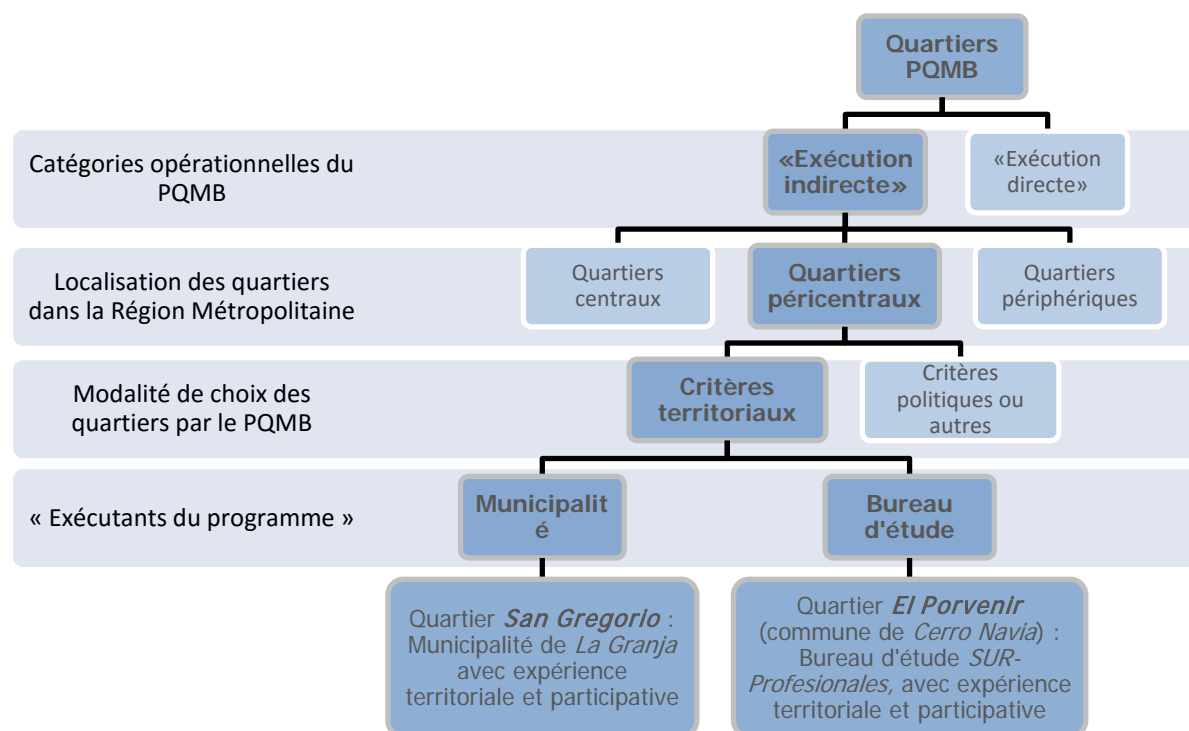 Quartiers
PQMB
Catégories opérationnelles du
PQMB
«Exécution
indirecte»
«Exécution
directe»
Localisation des quartiers
dans la Région Métropolitaine
Quartiers
centraux
Quartiers
péricentraux
Quartiers
périphériques
Modalité de choix des
quartiers par le PQMB
Critères
territoriaux
Critères
politiques ou
autres
« Exécutants du programme »
Municipalit
é
Bureau
d'étude
Quartier San Gregorio :
Municipalité de La Granja
avec expérience
territoriale et participative
Quartier El Porvenir
(commune de Cerro Navia) :
Bureau d'étude SUR-
Profesionales, avec expérience
territoriale et participative